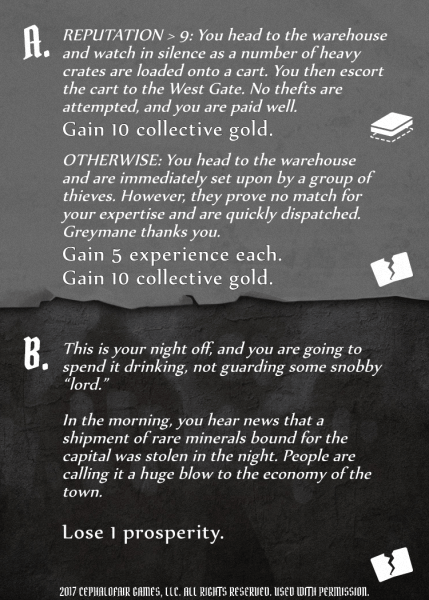 A.
REPUTATION > 9: You head to the warehouse
and watch in silence as a number of heavy
crates are loaded onto a cart. You then escort
the cart to the West Gate. No thefts are
attempted, and you are paid well.
Gain 10 collective gold.
OTHERWISE: You head to the warehouse
and are immediately set upon by a group of
thieves. However, they prove no match for
your expertise and are quickly dispatched.
Greymane thanks you.
Gain 5 experience each.
Gain 10 collective gold.
B.
This is your night off, and you are going to
spend it drinking, not guarding some snobby
“lord.”
In the morning, you hear news that a
shipment of rare minerals bound for the
capital was stolen in the night. People are
calling it a huge blow to the economy of the
town.
Lose 1 prosperity.
2017 CEPHALOFAIR GAMES, LLC. ALL RIGHTS RESERVED. USED WITH PERMISSION.